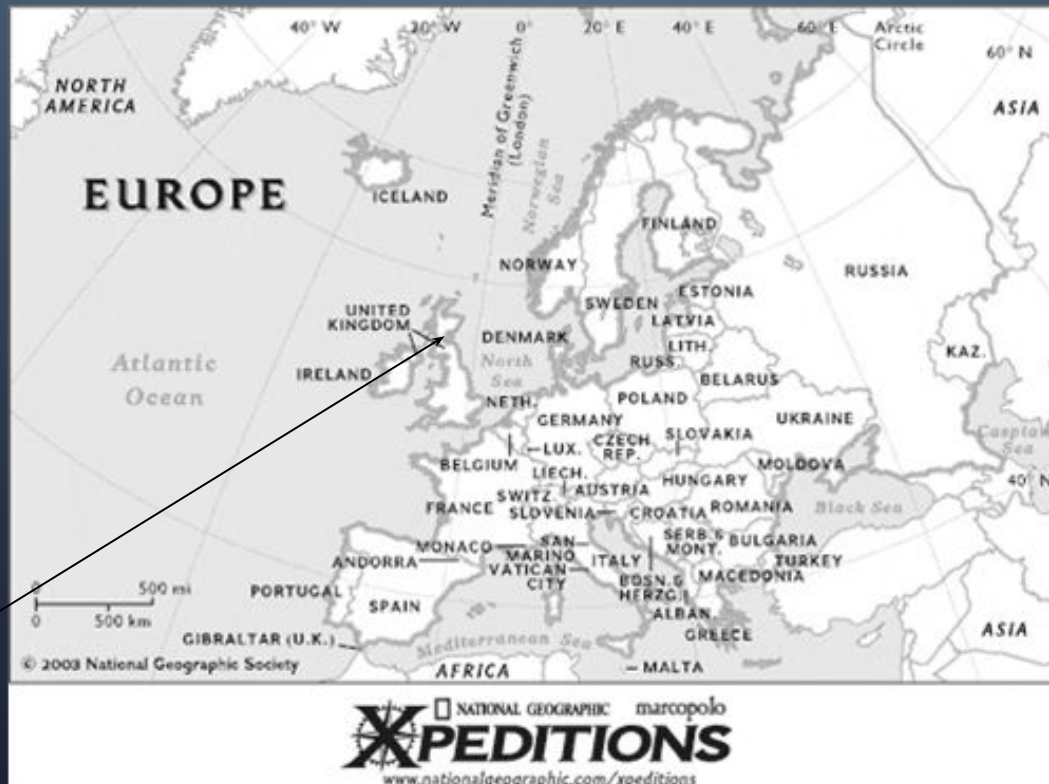 40° W
20° W
0°
20° E
40° E
60° E
Arctic
Circle
60° N
NORTH
AMERICA
ASIA
Meridian of Greenwich
(London)
Norwegian
Sea
EUROPE
ICELAND
FINLAND
NORWAY
RUSSIA
SWEDEN
ESTONIA
UNITED
KINGDOM
LATVIA
DENMARK
LITH.
KAZ.
Atlantic
Ocean
North
Sea
RUSS.
IRELAND
BELARUS
NETH.
POLAND
GERMANY
UKRAINE
LUX.
CZECH
REP.
SLOVAKIA
Caspian
Sea
BELGIUM
LIECH.
MOLDOVA
SWITZ.
AUSTRIA
HUNGARY
40° N
FRANCE
SLOVENIA
CROATIA
ROMANIA
Black Sea
MONACO
SAN
MARINO
ITALY
SERB. &
MONT.
BULGARIA
ANDORRA
VATICAN
CITY
TURKEY
BOSN. &
HERZG.
MACEDONIA
0
500 mi
PORTUGAL
SPAIN
0
500 km
ALBAN.
GREECE
ASIA
GIBRALTAR (U.K.)
Mediterranean Sea
© 2003 National Geographic Society
AFRICA
MALTA
NATIONAL GEOGRAPHIC marcopolo
XPEDITIONS
www.nationalgeographic.com/xpeditions